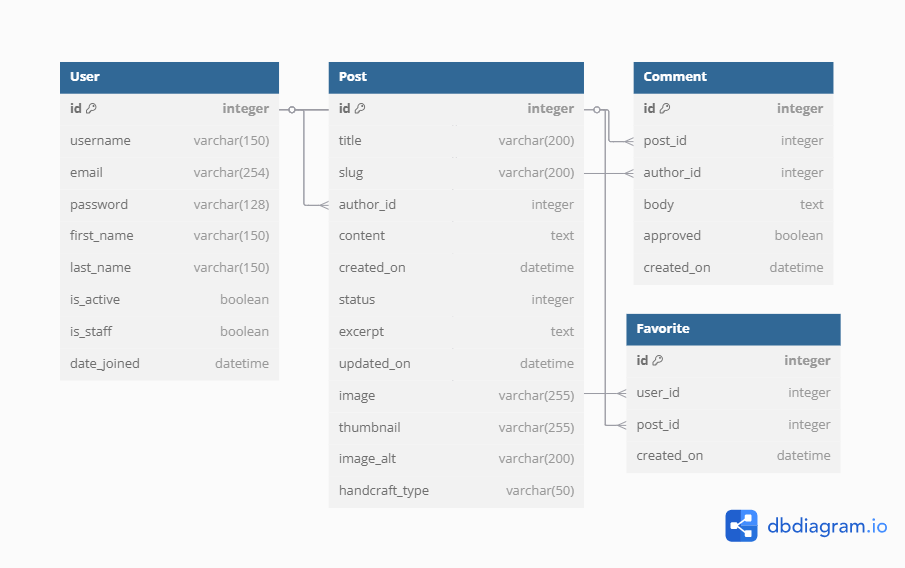 User
id integer
username varchar(150)
email varchar(254)
password varchar(128)
first_name varchar(150)
last_name varchar(150)
is_active boolean
is_staff boolean
date_joined datetime
Post
id integer
title varchar(200)
slug varchar(200)
author_id integer
content text
created_on datetime
status integer
excerpt text
updated_on datetime
image varchar(255)
thumbnail varchar(255)
image_alt varchar(200)
handcraft_type varchar(50)
Comment
id integer
post_id integer
author_id integer
body text
approved boolean
created_on datetime
Favorite
id integer
user_id integer
post_id integer
created_on datetime
dbdiagram.io